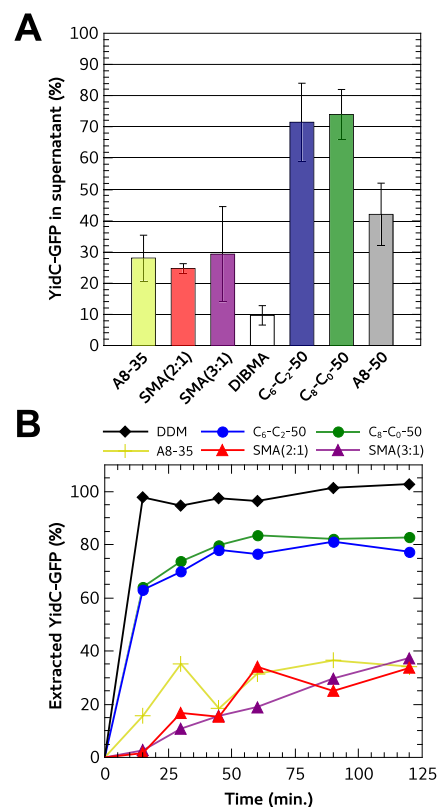 A
YidC-GFP in supernatant (%)
100
90
80
70
60
50
40
30
20
10
0
A8-35
SMA(2:1)
SMA(3:1)
DIBMA
C₆-C₂-50
C₈-C₀-50
A8-50
B
DDM C₆-C₂-50 C₈-C₀-50
A8-35 SMA(2:1) SMA(3:1)
Extracted YidC-GFP (%)
100
80
60
40
20
0
0 25 50 75 100 125
Time (min.)